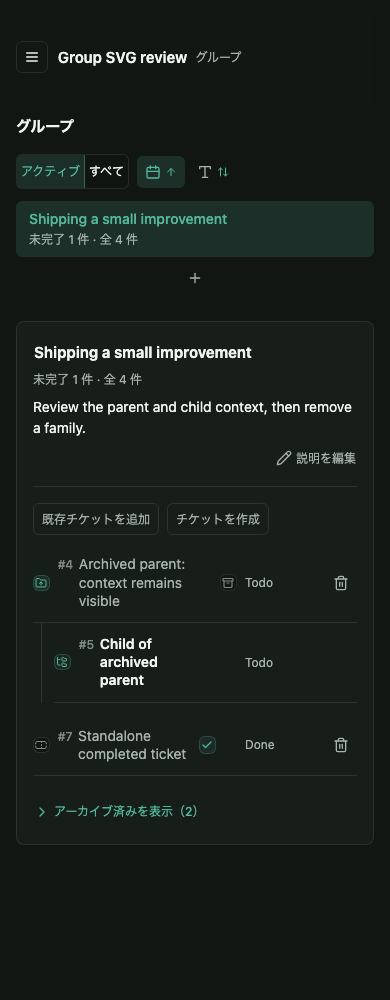 Group SVG review グループ
グループ
アクティブ すべて
Shipping a small improvement
未完了 1 件 · 全 4 件
Shipping a small improvement
未完了 1 件 · 全 4 件
Review the parent and child context, then remove
a family.
説明を編集
既存チケットを追加 チケットを作成
#4 Archived parent:
context remains
visible
Todo
#5 Child of
archived
parent
Todo
#7 Standalone
completed ticket
Done
アーカイブ済みを表示（2）